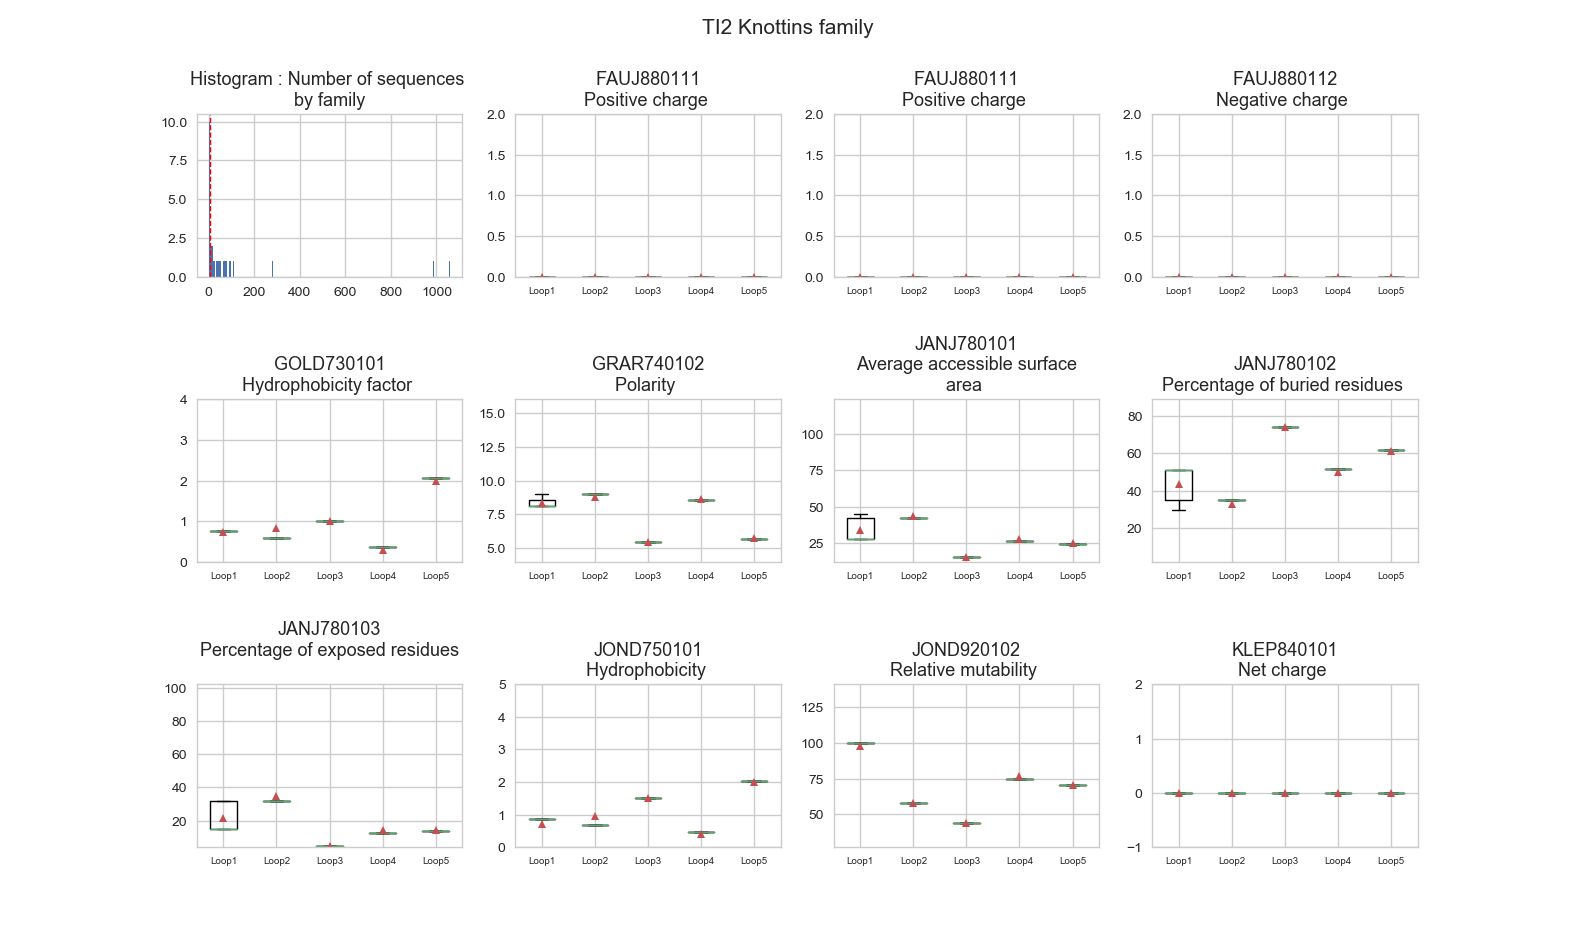 TI2 Knottins family
Histogram : Number of sequences
by family
10.0
7.5
5.0
2.5
0.0
0 200 400 600 800 1000
FAUJ880111
Positive charge
2.0
1.5
1.0
0.5
0.0
Loop1 Loop2 Loop3 Loop4 Loop5
FAUJ880111
Positive charge
2.0
1.5
1.0
0.5
0.0
Loop1 Loop2 Loop3 Loop4 Loop5
FAUJ880112
Negative charge
2.0
1.5
1.0
0.5
0.0
Loop1 Loop2 Loop3 Loop4 Loop5
GOLD730101
Hydrophobicity factor
4
3
2
1
0
Loop1 Loop2 Loop3 Loop4 Loop5
GRAR740102
Polarity
15.0
12.5
10.0
7.5
5.0
Loop1 Loop2 Loop3 Loop4 Loop5
JANJ780101
Average accessible surface
area
100
75
50
25
Loop1 Loop2 Loop3 Loop4 Loop5
JANJ780102
Percentage of buried residues
80
60
40
20
Loop1 Loop2 Loop3 Loop4 Loop5
JANJ780103
Percentage of exposed residues
100
80
60
40
20
Loop1 Loop2 Loop3 Loop4 Loop5
JOND750101
Hydrophobicity
5
4
3
2
1
0
Loop1 Loop2 Loop3 Loop4 Loop5
JOND920102
Relative mutability
125
100
75
50
Loop1 Loop2 Loop3 Loop4 Loop5
KLEP840101
Net charge
2
1
0
−1
Loop1 Loop2 Loop3 Loop4 Loop5